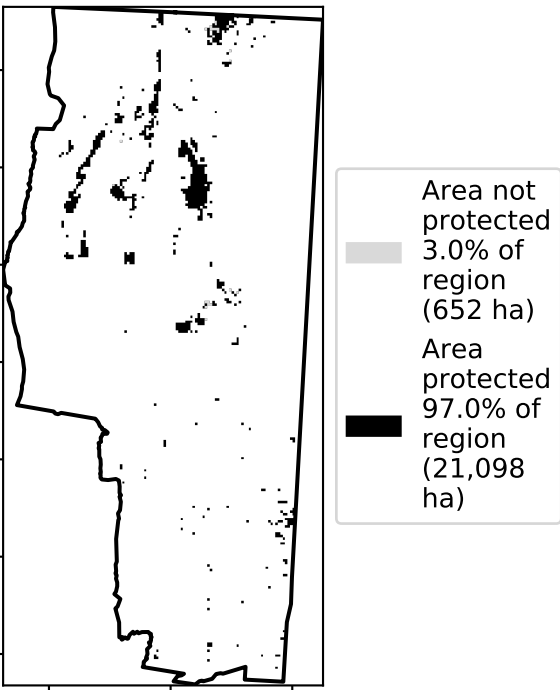 Area not
protected
3.0% of
region
(652 ha)
Area
protected
97.0% of
region
(21,098
ha)